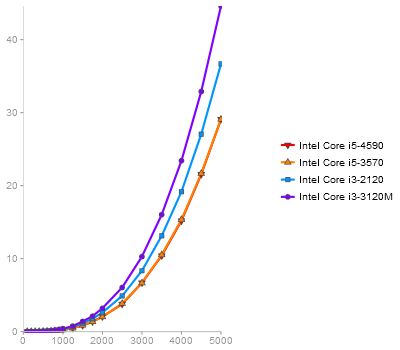 40
30
20
10
0
0 1000 2000 3000 4000 5000
Intel Core i5-4590
Intel Core i5-3570
Intel Core i3-2120
Intel Core i3-3120M